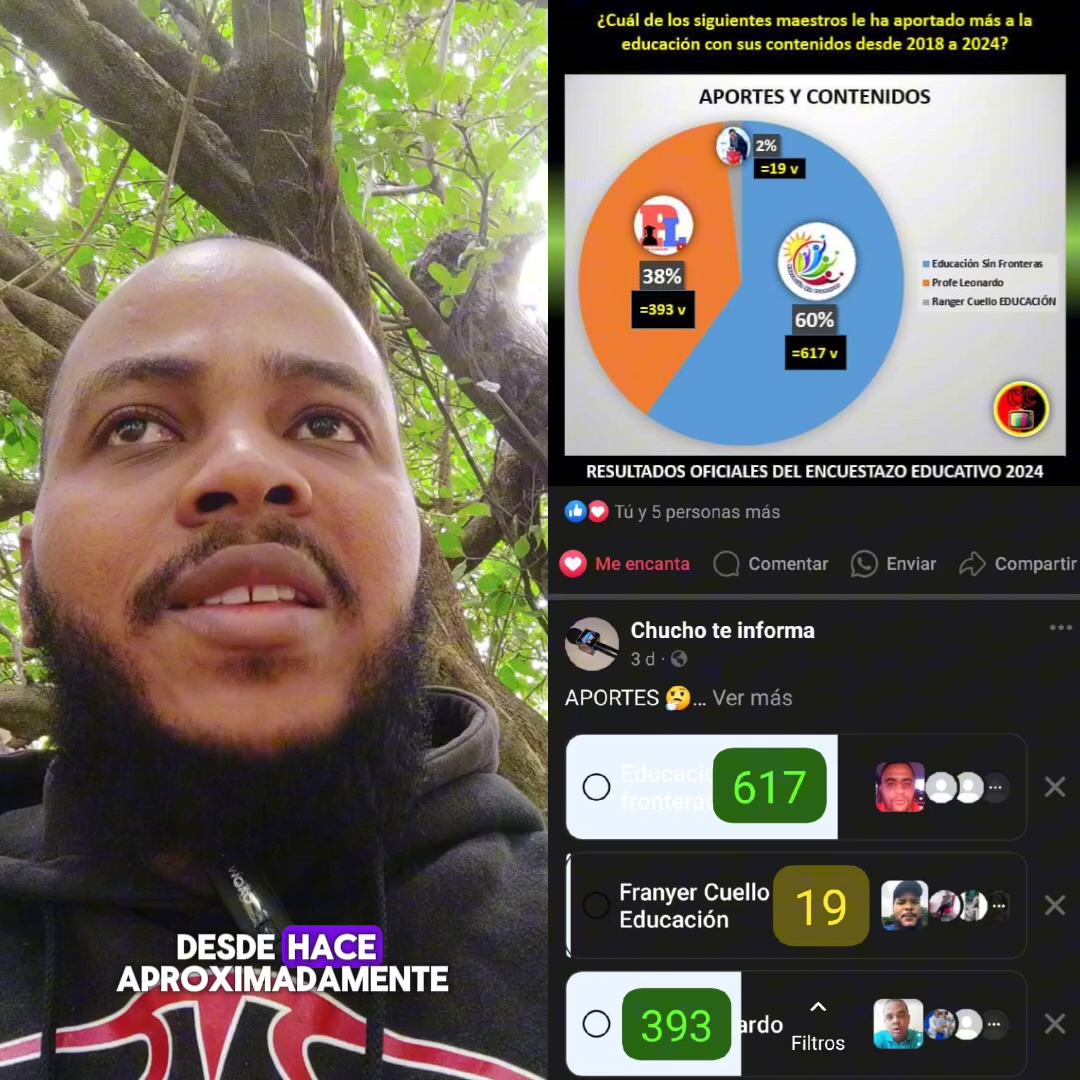 DESDE HACE
APROXIMADAMENTE
¿Cuál de los siguientes maestros le ha aportado más a la
educación con sus contenidos desde 2018 a 2024?
APORTES Y CONTENIDOS
2%
=19 v
38%
=393 v
60%
=617 v
Educación Sin Fronteras
Profe Leonardo
Ranger Cuello EDUCACIÓN
RESULTADOS OFICIALES DEL ENCUESTAZO EDUCATIVO 2024
Tú y 5 personas más
Me encanta
Comentar
Enviar
Compartir
Chucho te informa
3 d
APORTES 🤔... Ver más
fronteras
617
Franyer Cuello
Educación
19
393
ardo
Filtros